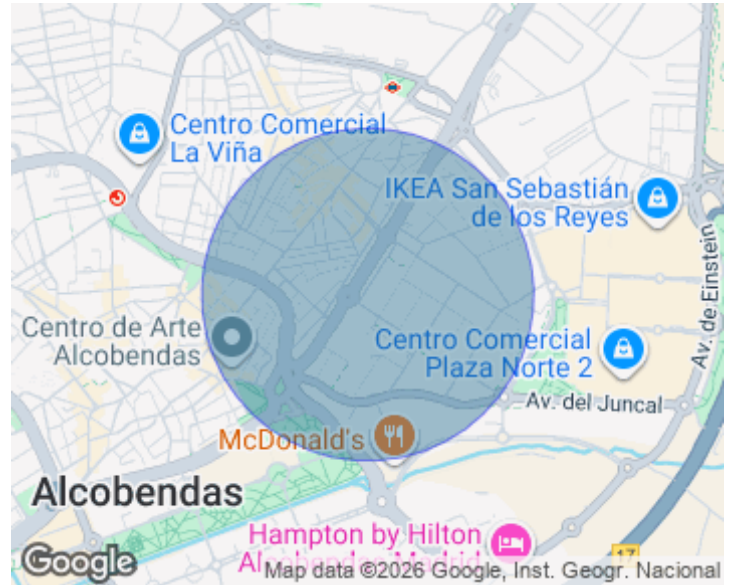 Centro Comercial
La Viña
IKEA San Sebastián
de los Reyes
Av. de Einstein
Centro de Arte
Alcobendas
Centro Comercial
Plaza Norte 2
Av. del Juncal
McDonald's
Alcobendas
Hampton by Hilton
Alcobendas Madrid
17
Google
Map data ©2026 Google, Inst. Geogr. Nacional